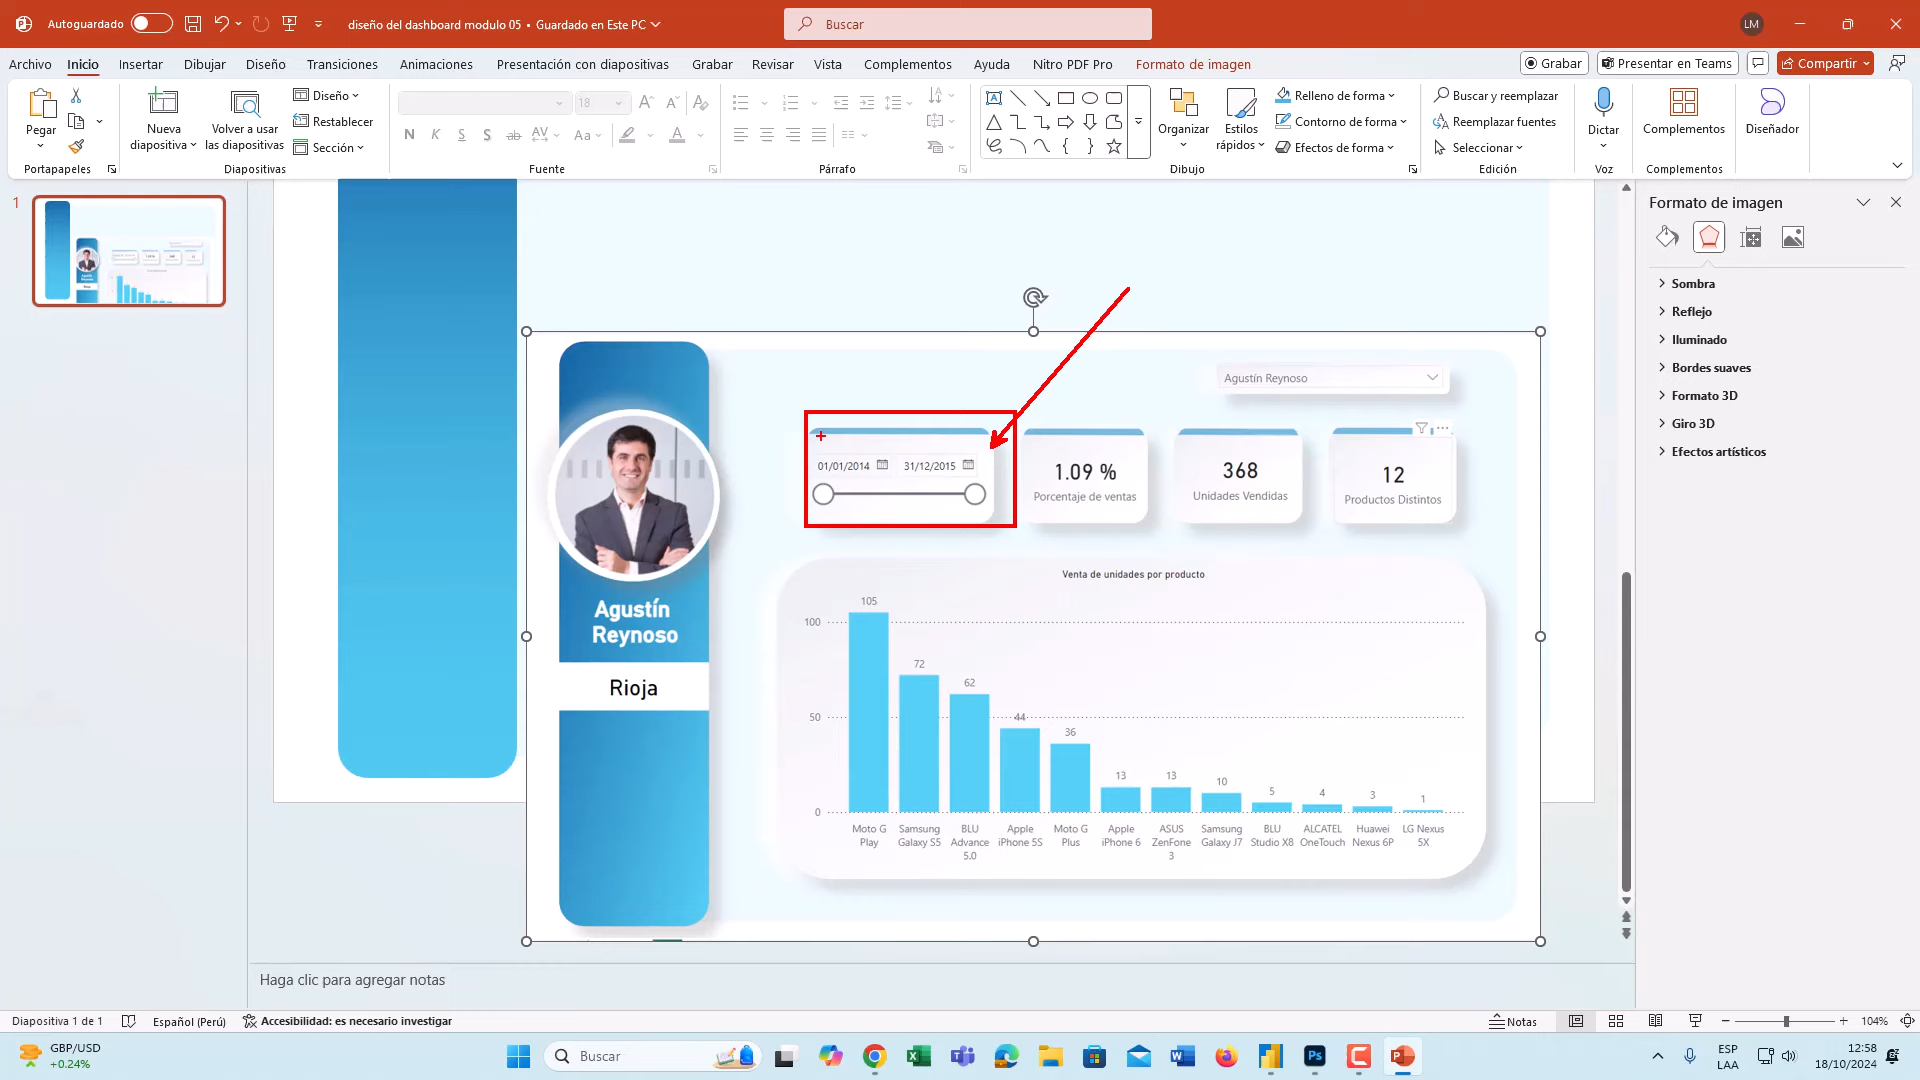 Autoguardado
diseño del dashboard modulo 05 • Guardado en Este PC
Buscar
LM
Archivo
Inicio
Insertar
Dibujar
Diseño
Transiciones
Animaciones
Presentación con diapositivas
Grabar
Revisar
Vista
Complementos
Ayuda
Nitro PDF Pro
Formato de imagen
Grabar
Presentar en Teams
Compartir
Pegar
Portapapeles
Nueva
diapositiva
Volver a usar
las diapositivas
Diseño
Restablecer
Sección
Diapositivas
18
N K S S ab AV Aa A
Fuente
Párrafo
Organizar
Estilos
rápidos
Relleno de forma
Contorno de forma
Efectos de forma
Dibujo
Buscar y reemplazar
Reemplazar fuentes
Seleccionar
Edición
Dictar
Voz
Complementos
Complementos
Diseñador
1
Formato de imagen
Sombra
Reflejo
Iluminado
Bordes suaves
Formato 3D
Giro 3D
Efectos artísticos
Agustín Reynoso
01/01/2014
31/12/2015
1.09 %
Porcentaje de ventas
368
Unidades Vendidas
12
Productos Distintos
Agustín
Reynoso
Rioja
Venta de unidades por producto
100
50
0
105
72
62
44
36
13
13
10
5
4
3
1
Moto G
Play
Samsung
Galaxy S5
BLU
Advance
5.0
Apple
iPhone 5S
Moto G
Plus
Apple
iPhone 6
ASUS
ZenFone
3
Samsung
Galaxy J7
BLU
Studio X8
ALCATEL
OneTouch
Huawei
Nexus 6P
LG Nexus
5X
Haga clic para agregar notas
Diapositiva 1 de 1
Español (Perú)
Accesibilidad: es necesario investigar
Notas
104%
GBP/USD
+0.24%
Buscar
ESP
LAA
12:58
18/10/2024